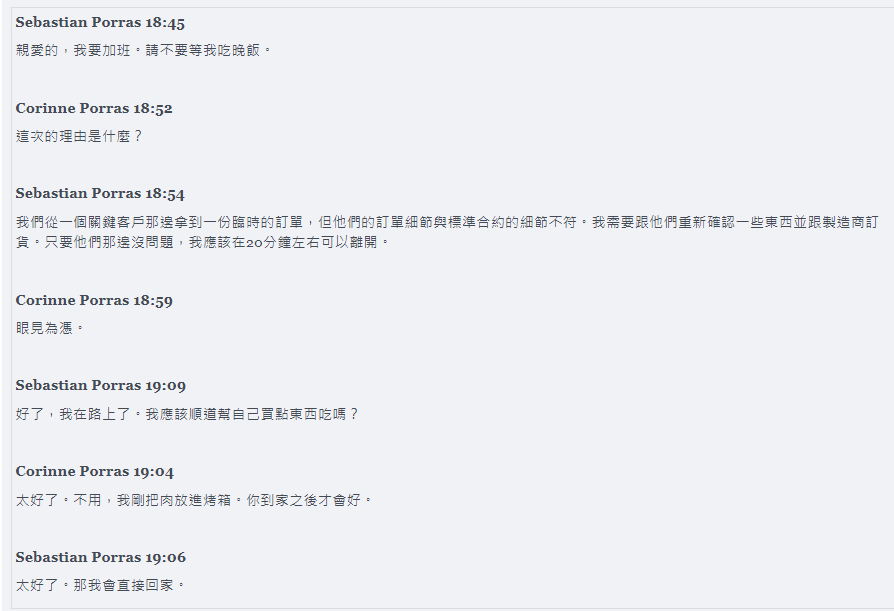 Sebastian Porras 18:45
親愛的，我要加班。請不要等我吃晚飯。
Corinne Porras 18:52
這次的理由是什麼？
Sebastian Porras 18:54
我們從一個關鍵客戶那邊拿到一份臨時的訂單，但他們的訂單細節與標準合約的細節不符。我需要跟他們重新確認一些東西並跟製造商訂
貨。只要他們那邊沒問題，我應該在20分鐘左右可以離開。
Corinne Porras 18:59
眼見為憑。
Sebastian Porras 19:09
好了，我在路上了。我應該順道幫自己買點東西吃嗎？
Corinne Porras 19:04
太好了。不用，我剛把肉放進烤箱。你到家之後才會好。
Sebastian Porras 19:06
太好了。那我會直接回家。